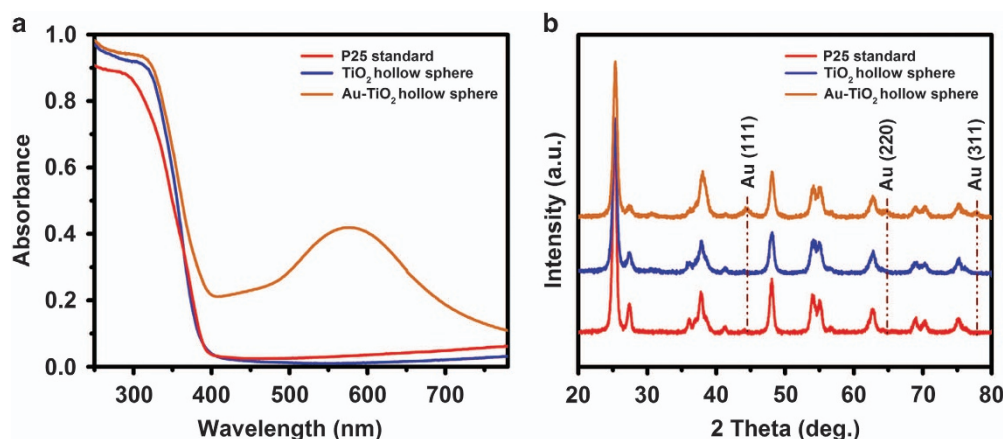 a
Absorbance
1.0
0.8
0.6
0.4
0.2
0.0
P25 standard
TiO₂ hollow sphere
Au-TiO₂ hollow sphere
300 400 500 600 700
Wavelength (nm)
b
Intensity (a.u.)
P25 standard
TiO₂ hollow sphere
Au-TiO₂ hollow sphere
Au (111)
Au (220)
Au (311)
20 30 40 50 60 70 80
2 Theta (deg.)